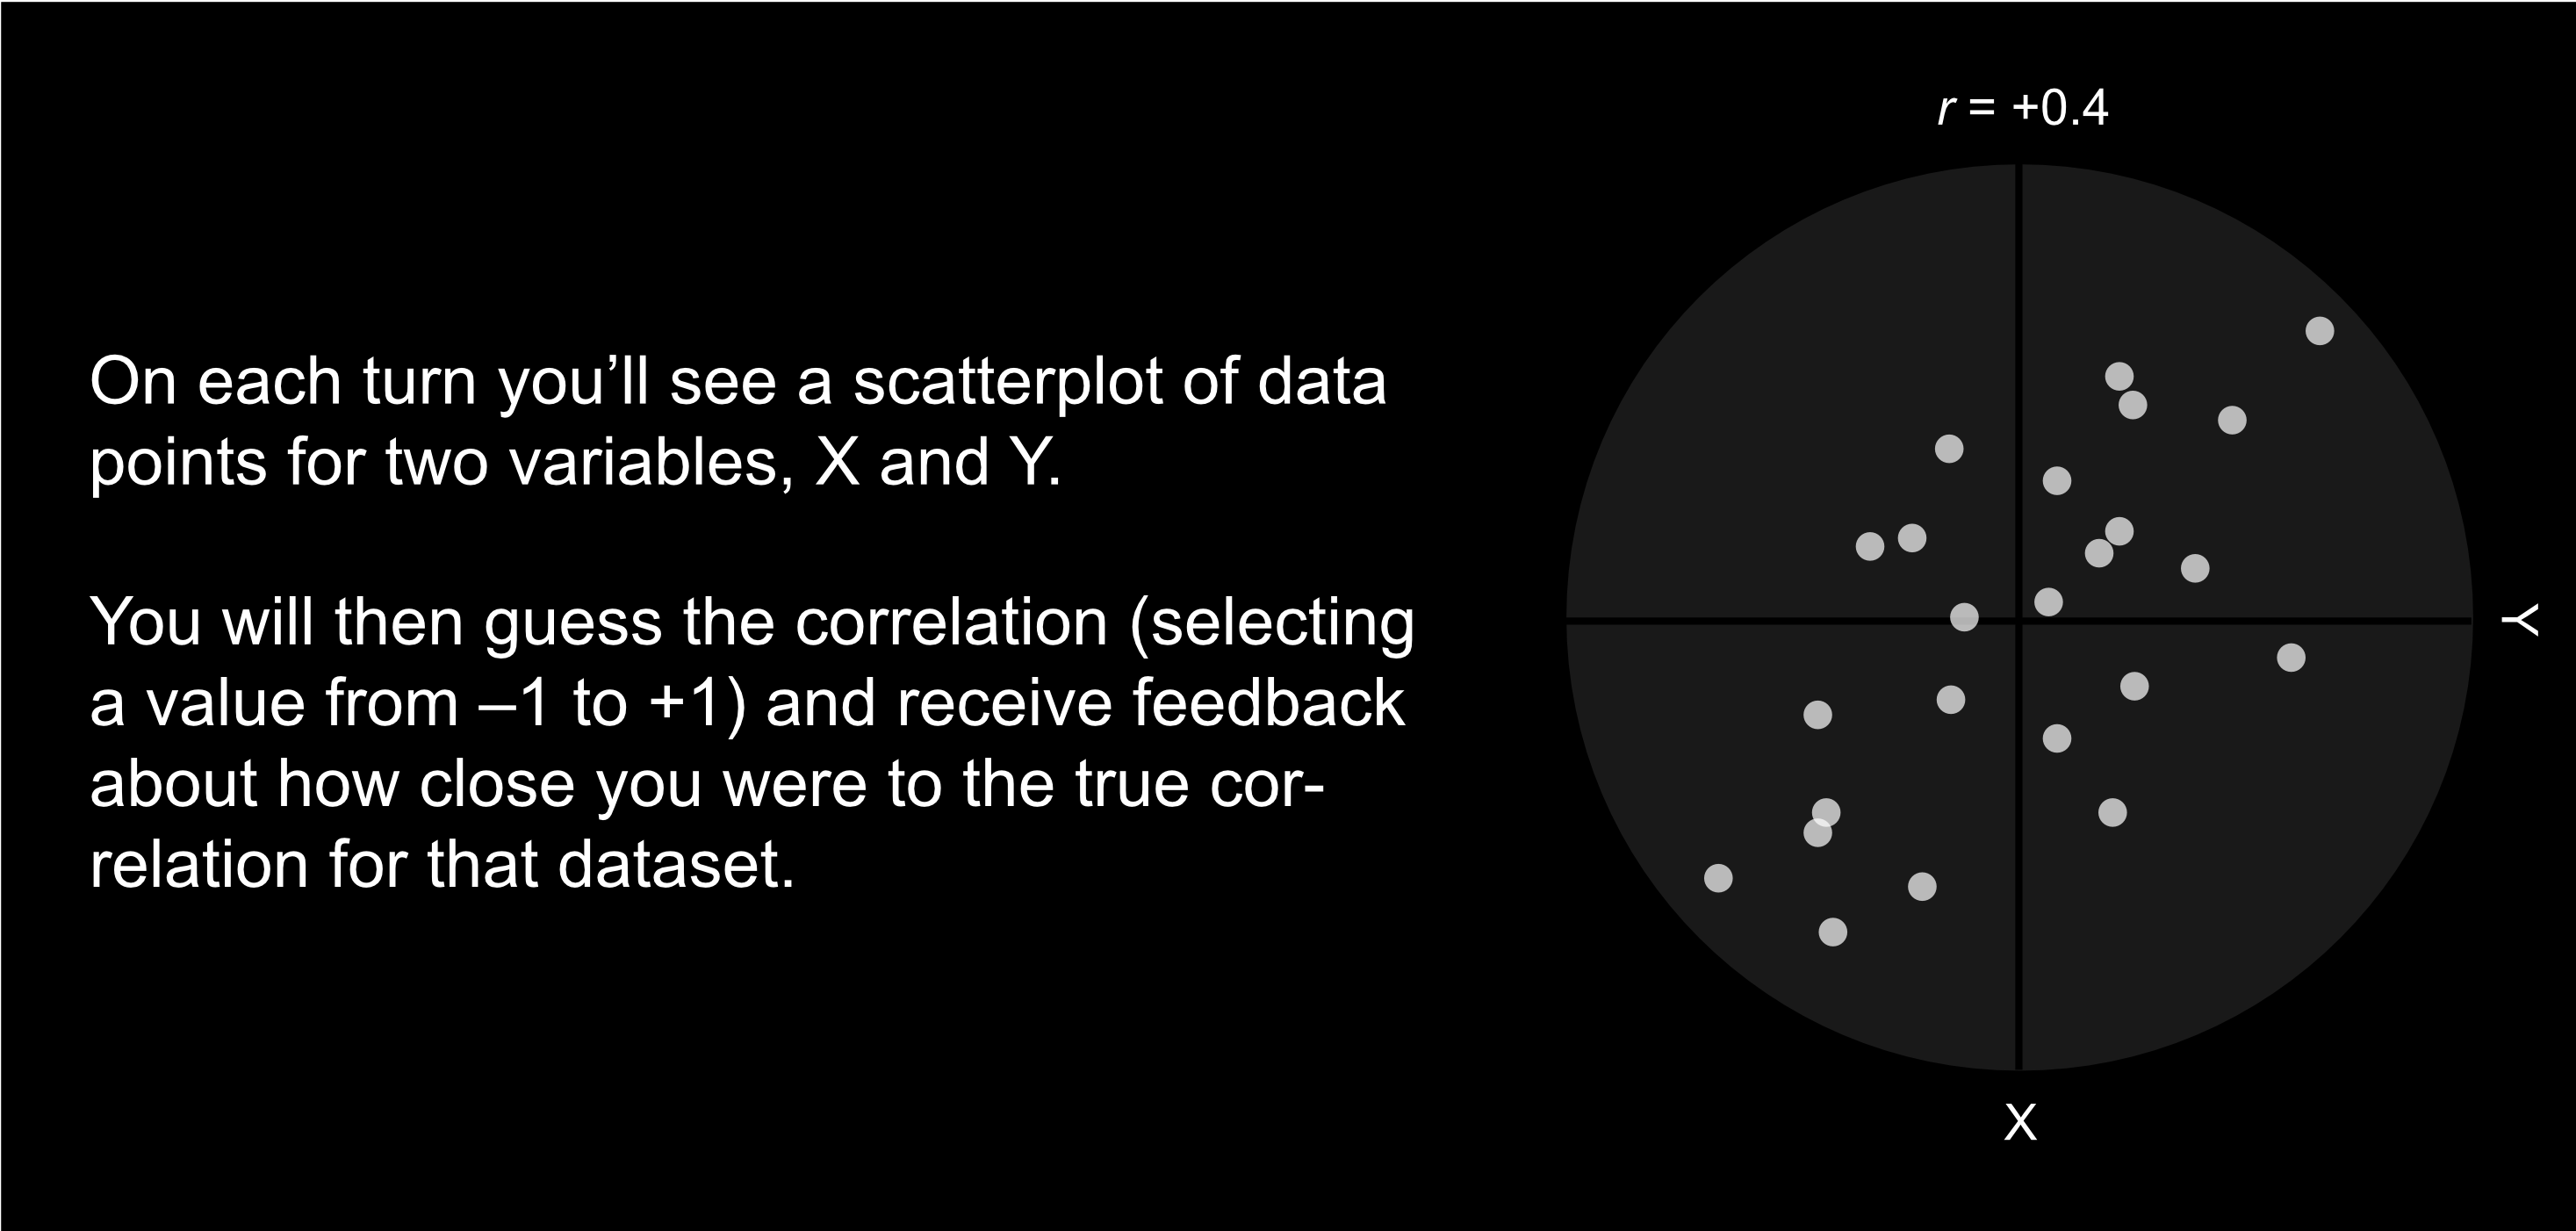 On each turn you’ll see a scatterplot of data
points for two variables, X and Y.
You will then guess the correlation (selecting
a value from –1 to +1) and receive feedback
about how close you were to the true cor-
relation for that dataset.
r = +0.4
Y
X